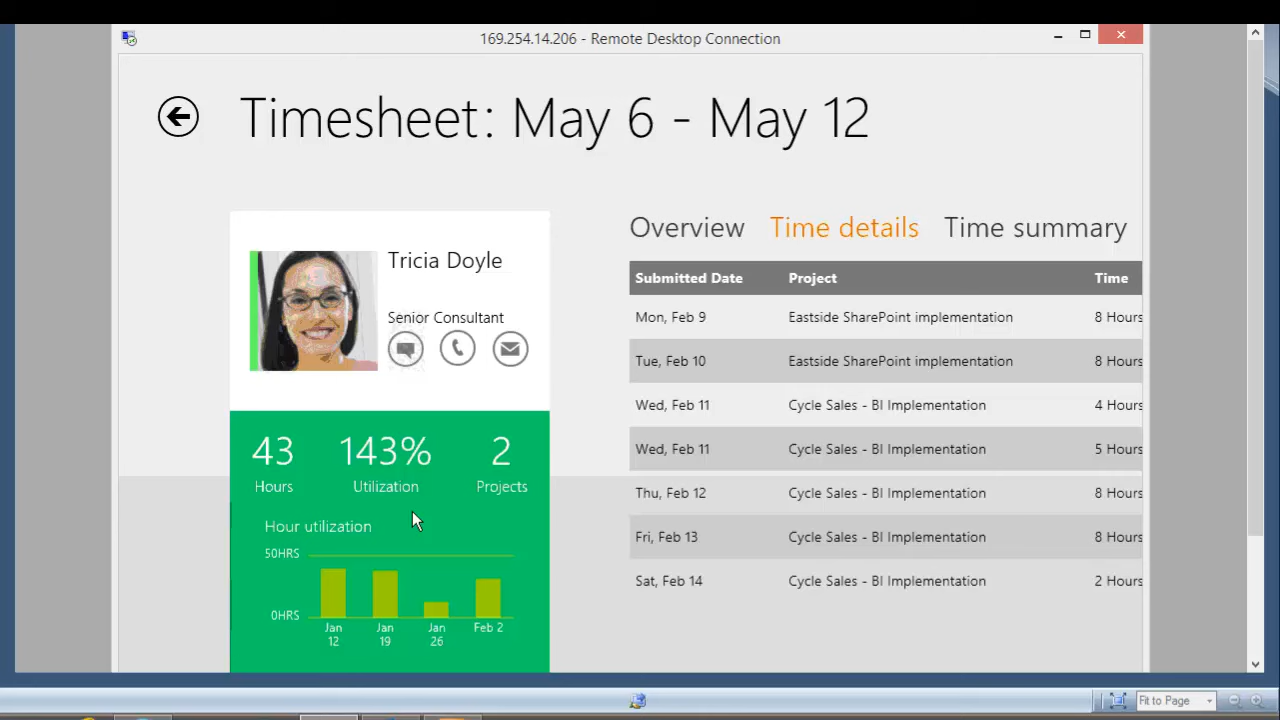 169.254.14.206 - Remote Desktop Connection
Timesheet: May 6 - May 12
Tricia Doyle
Senior Consultant
43 143% 2
Hours Utilization Projects
Hour utilization
50HRS
0HRS
Jan 12 Jan 19 Jan 26 Feb 2
Overview Time details Time summary
Submitted Date Project Time
Mon, Feb 9 Eastside SharePoint implementation 8 Hours
Tue, Feb 10 Eastside SharePoint implementation 8 Hours
Wed, Feb 11 Cycle Sales - BI Implementation 4 Hours
Wed, Feb 11 Cycle Sales - BI Implementation 5 Hours
Thu, Feb 12 Cycle Sales - BI Implementation 8 Hours
Fri, Feb 13 Cycle Sales - BI Implementation 8 Hours
Sat, Feb 14 Cycle Sales - BI Implementation 2 Hours
Fit to Page